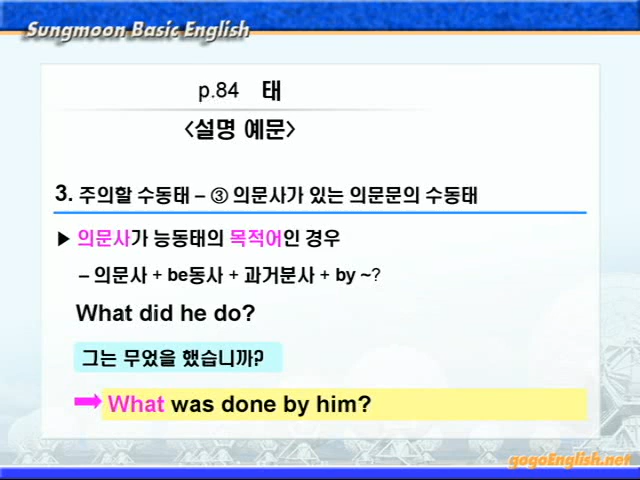 Sungmoon Basic English
p.84 태
<설명 예문>
3. 주의할 수동태 – ③ 의문사가 있는 의문문의 수동태
▶ 의문사가 능동태의 목적어인 경우
– 의문사 + be동사 + 과거분사 + by ~?
What did he do?
그는 무엇을 했습니까?
➡ What was done by him?
gogoEnglish.net